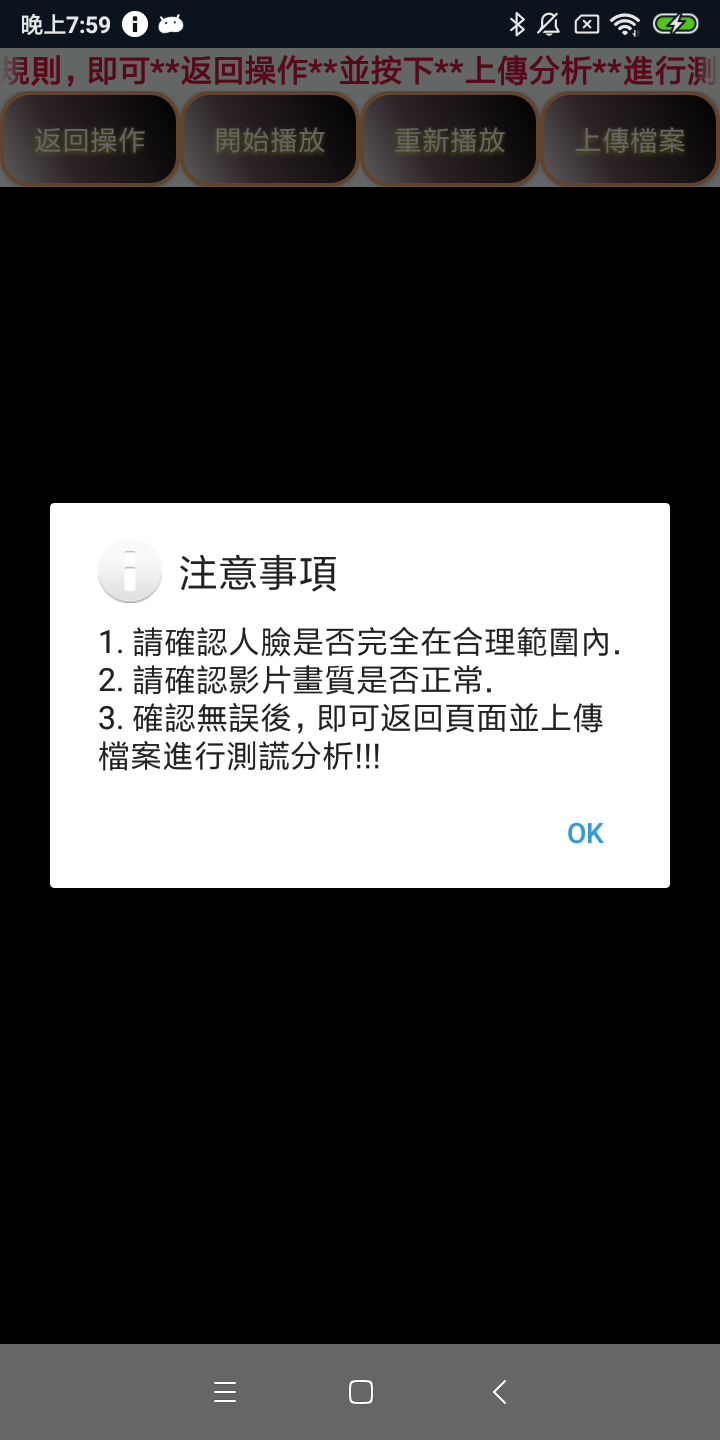 晚上7:59
規則, 即可**返回操作**並按下**上傳分析**進行測
返回操作 開始播放 重新播放 上傳檔案
注意事項
1. 請確認人臉是否完全在合理範圍內.
2. 請確認影片畫質是否正常.
3. 確認無誤後, 即可返回頁面並上傳
檔案進行測謊分析!!!
OK